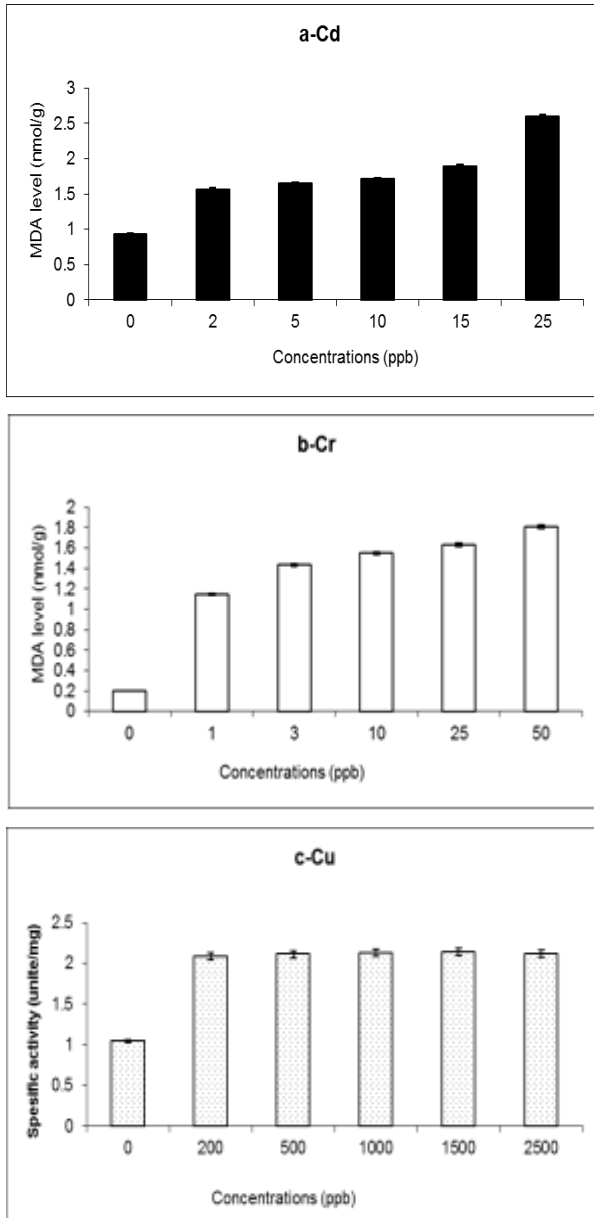 a-Cd
MDA level (nmol/g)
3
2.5
2
1.5
1
0.5
0
0 2 5 10 15 25
Concentrations (ppb)
b-Cr
MDA level (nmol/g)
2
1.8
1.6
1.4
1.2
1
0.8
0.6
0.4
0.2
0
0 1 3 10 25 50
Concentrations (ppb)
c-Cu
Spesific activity (unite/mg)
2.5
2
1.5
1
0.5
0
0 200 500 1000 1500 2500
Concentrations (ppb)